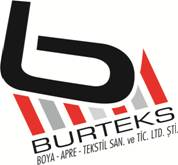 b
BURTEKS
BOYA - APRE - TEKSTİL SAN. ve TİC. LTD. ŞTİ.